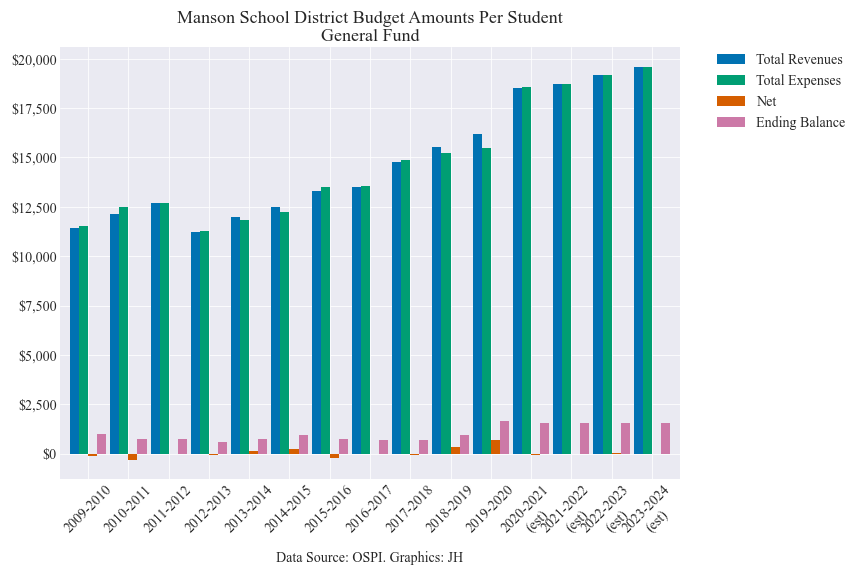 Manson School District Budget Amounts Per Student
General Fund
$20,000
$17,500
$15,000
$12,500
$10,000
$7,500
$5,000
$2,500
$0
2009-2010
2010-2011
2011-2012
2012-2013
2013-2014
2014-2015
2015-2016
2016-2017
2017-2018
2018-2019
2019-2020
2020-2021
(est)
2021-2022
(est)
2022-2023
(est)
2023-2024
(est)
Total Revenues
Total Expenses
Net
Ending Balance
Data Source: OSPI. Graphics: JH